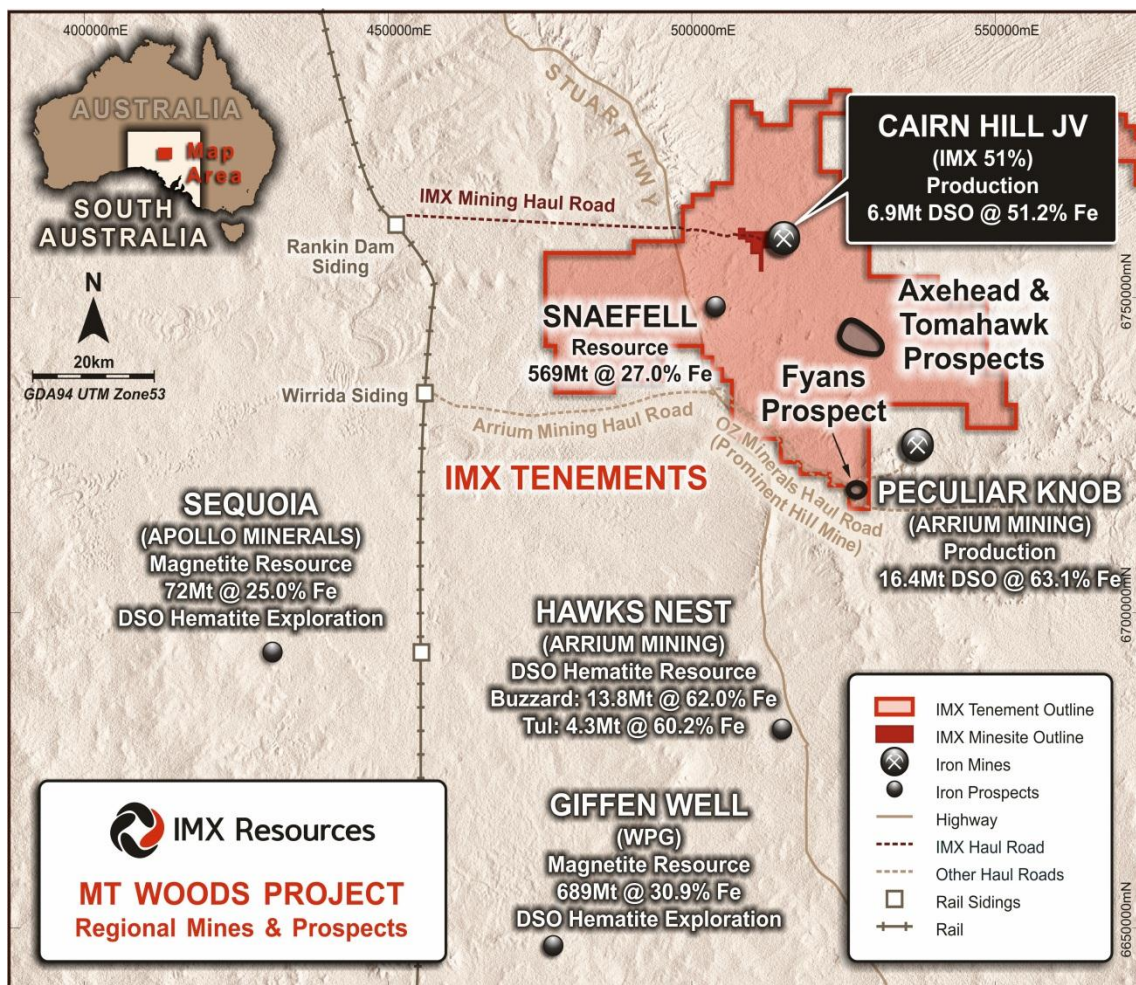 400000mE
450000mE
500000mE
550000mE
AUSTRALIA
Map
Area
SOUTH
AUSTRALIA
N
20km
GDA94 UTM Zone53
STUART HWY
CAIRN HILL JV
(IMX 51%)
Production
6.9Mt DSO @ 51.2% Fe
IMX Mining Haul Road
Rankin Dam
Siding
6750000mN
SNAEFELL
Resource
569Mt @ 27.0% Fe
Axehead &
Tomahawk
Prospects
Fyans
Prospect
Wirrida Siding
Arrium Mining Haul Road
OZ Minerals Haul Road
(Prominent Hill Mine)
IMX TENEMENTS
PECULIAR KNOB
(ARRIUM MINING)
Production
16.4Mt DSO @ 63.1% Fe
SEQUOIA
(APOLLO MINERALS)
Magnetite Resource
72Mt @ 25.0% Fe
DSO Hematite Exploration
6700000mN
HAWKS NEST
(ARRIUM MINING)
DSO Hematite Resource
Buzzard: 13.8Mt @ 62.0% Fe
Tul: 4.3Mt @ 60.2% Fe
GIFFEN WELL
(WPG)
Magnetite Resource
689Mt @ 30.9% Fe
DSO Hematite Exploration
IMX Resources
MT WOODS PROJECT
Regional Mines & Prospects
IMX Tenement Outline
IMX Minesite Outline
Iron Mines
Iron Prospects
Highway
IMX Haul Road
Other Haul Roads
Rail Sidings
Rail
6650000mN